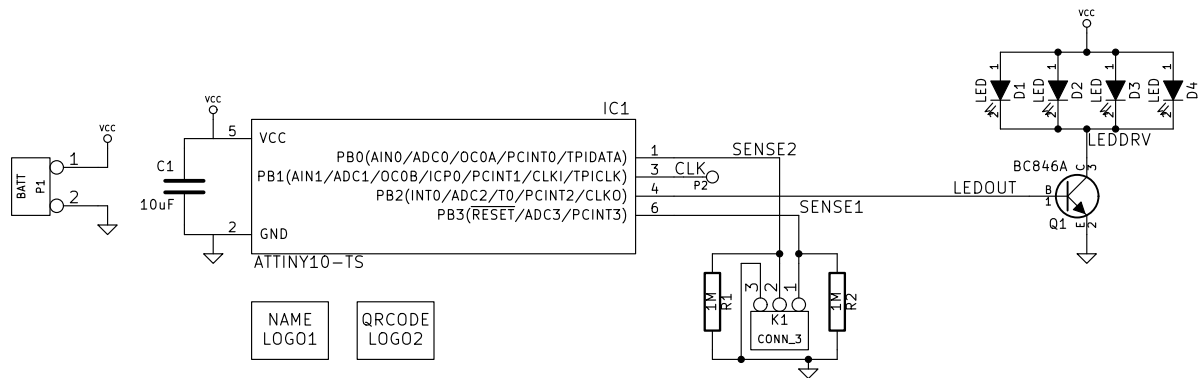 VCC
LED
D1
1
2
LED
D2
1
2
LED
D3
1
2
LED
D4
1
2
LEDDRV
BC846A
C
3
B
1
E
2
Q1
LEDOUT
IC1
VCC
5
VCC
PB0(AIN0/ADC0/OC0A/PCINT0/TPIDATA)
1
SENSE2
PB1(AIN1/ADC1/OC0B/ICP0/PCINT1/CLKI/TPICLK)
3
CLK
P2
PB2(INT0/ADC2/T0/PCINT2/CLKO)
4
PB3(RESET/ADC3/PCINT3)
6
SENSE1
2
GND
ATTINY10-TS
VCC
BATT
P1
1
2
C1
10uF
1M
R1
3
2
1
K1
CONN_3
1M
R2
NAME
LOGO1
QRCODE
LOGO2